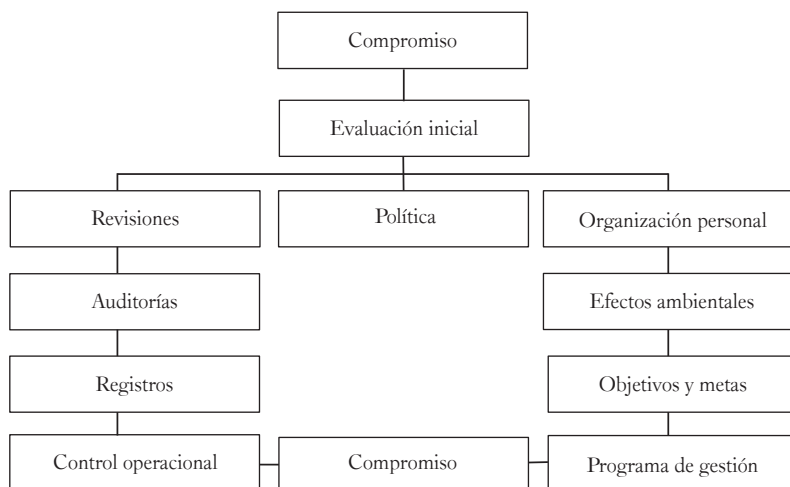 Compromiso
Evaluación inicial
Revisiones
Política
Organización personal
Auditorías
Efectos ambientales
Registros
Objetivos y metas
Control operacional
Compromiso
Programa de gestión